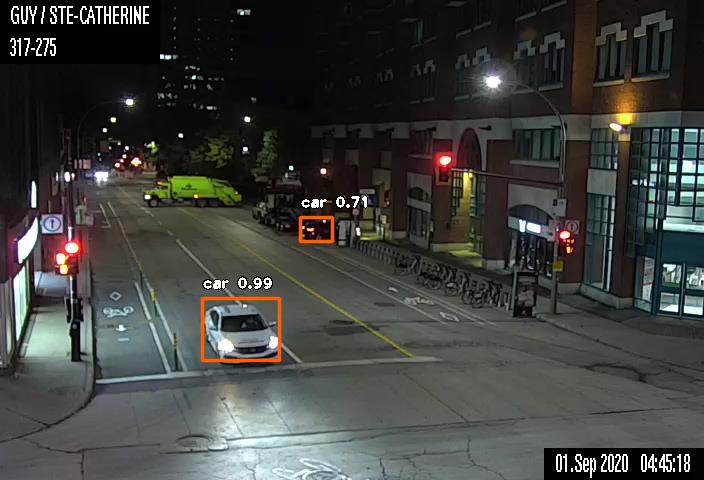 GUY / STE-CATHERINE
317-275
car 0.71
car 0.99
01.Sep 2020 04:45:18